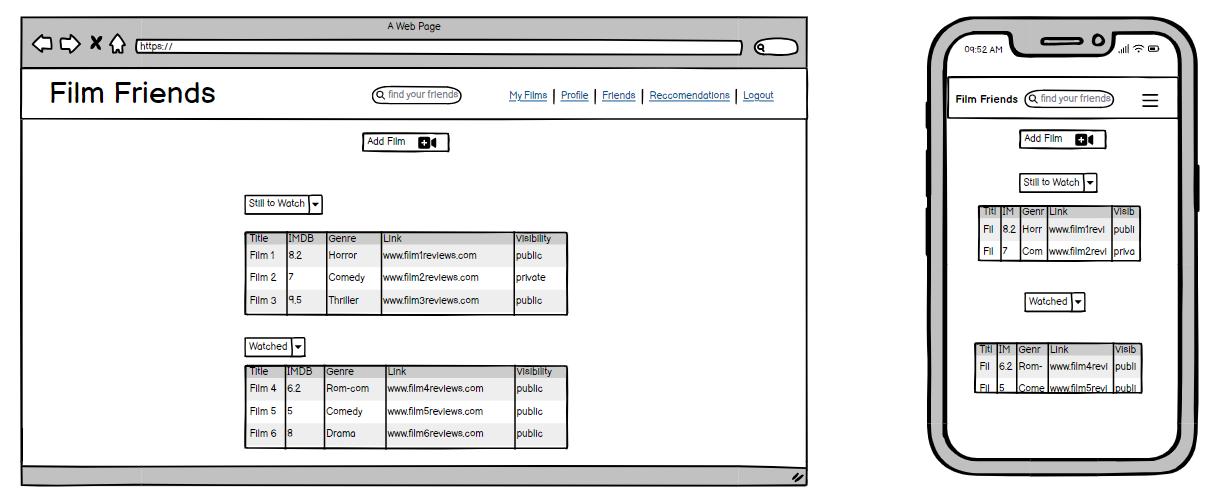 A Web Page
https://
Film Friends find your friends My Films Profile Friends Reccomendations Logout
Add Film
Still to Watch
Title IMDB Genre Link Visibility
Film 1 8.2 Horror www.film1reviews.com public
Film 2 7 Comedy www.film2reviews.com private
Film 3 9.5 Thriller www.film3reviews.com public
Watched
Title IMDB Genre Link Visibility
Film 4 6.2 Rom-com www.film4reviews.com public
Film 5 5 Comedy www.film5reviews.com public
Film 6 8 Drama www.film6reviews.com public
09:52 AM
Film Friends find your friends
Add Film
Still to Watch
Titl IM Genr Link Visib
Fil 8.2 Horr www.film1revi publi
Fil 7 Com www.film2revi priva
Watched
Titl IM Genr Link Visib
Fil 6.2 Rom- www.film4revi publi
Fil 5 Come www.film5revi publi